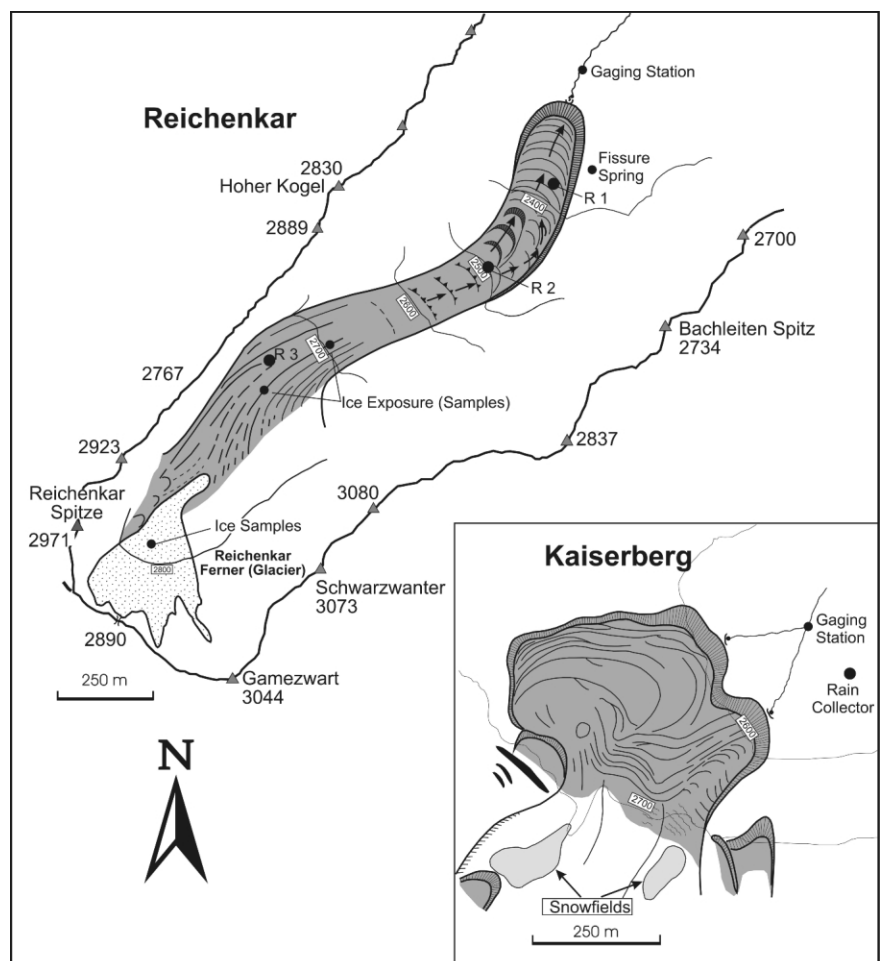 Gaging Station
Reichenkar
Fissure
Spring
2830
Hoher Kogel
R 1
2400
2889
2700
2500
R 2
2600
Bachleiten Spitz
2734
2700
R 3
2767
Ice Exposure (Samples)
2837
2923
3080
Reichenkar
Spitze
2971
Ice Samples
Reichenkar
Ferner (Glacier)
2800
Schwarzwanter
3073
2890
250 m
Gamezwart
3044
N
Kaiserberg
Gaging
Station
Rain
Collector
2600
2700
Snowfields
250 m